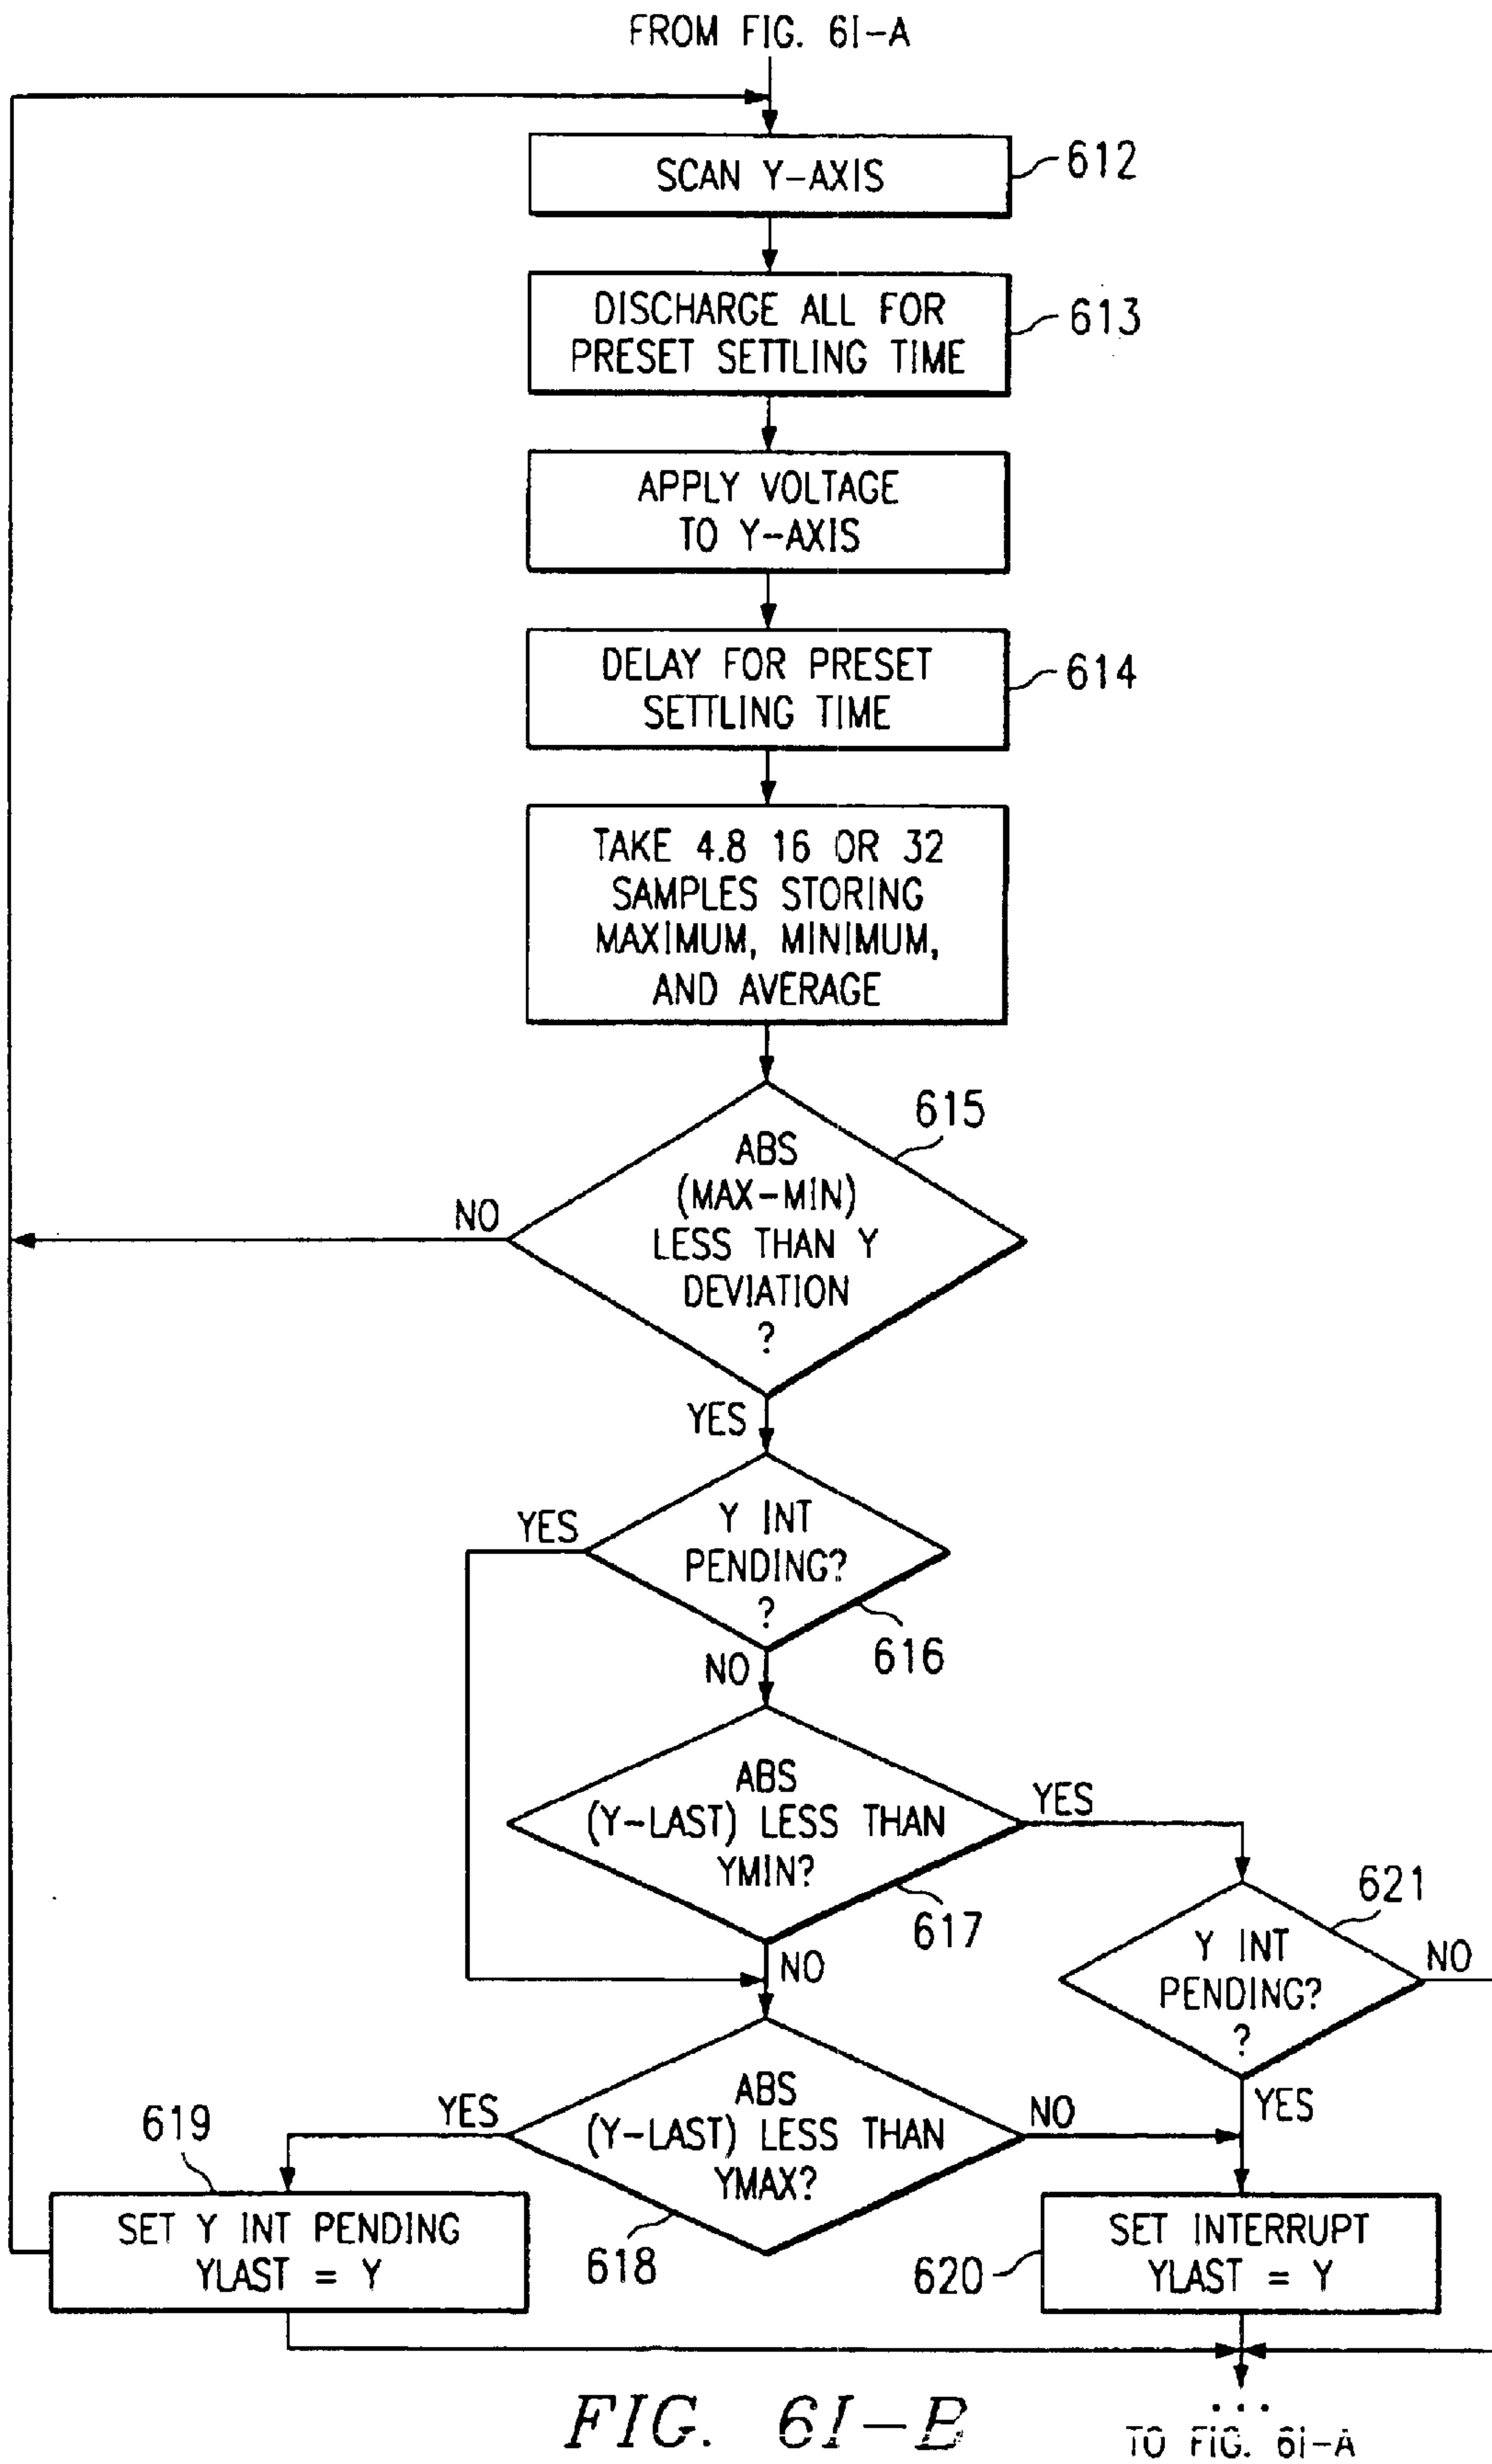 FROM FIG. 6I-A
SCAN Y-AXIS
612
DISCHARGE ALL FOR
PRESET SETTLING TIME
613
APPLY VOLTAGE
TO Y-AXIS
DELAY FOR PRESET
SETTLING TIME
614
TAKE 4.8 16 OR 32
SAMPLES STORING
MAXIMUM, MINIMUM,
AND AVERAGE
615
ABS
(MAX-MIN)
LESS THAN Y
DEVIATION
?
NO
YES
YES
Y INT
PENDING?
?
616
NO
ABS
(Y-LAST) LESS THAN
YMIN?
YES
617
NO
621
Y INT
PENDING?
?
NO
YES
ABS
(Y-LAST) LESS THAN
YMAX?
YES
NO
618
619
SET Y INT PENDING
YLAST = Y
SET INTERRUPT
YLAST = Y
620
FIG. 6I-B
...
TO FIG. 6I-A